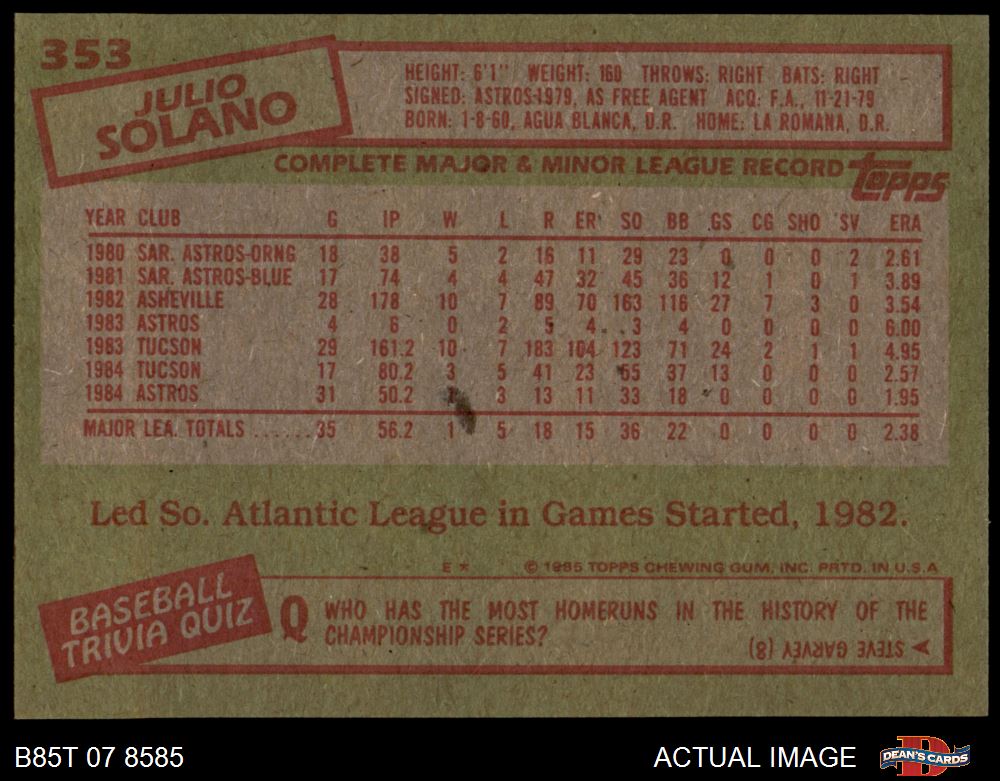 353
JULIO
SOLANO
HEIGHT: 6'1" WEIGHT: 160 THROWS: RIGHT BATS: RIGHT
SIGNED: ASTROS-1979, AS FREE AGENT ACQ: F.A., 11-21-79
BORN: 1-8-60, AGUA BLANCA, D.R. HOME: LA ROMANA, D.R.
COMPLETE MAJOR & MINOR LEAGUE RECORD topps
YEAR CLUB G IP W L R ER SO BB GS CG SHO SV ERA
1980 SAR. ASTROS-ORNG 18 38 5 2 16 11 29 23 0 0 0 2 2.61
1981 SAR. ASTROS-BLUE 17 74 4 4 47 32 45 36 12 1 0 1 3.89
1982 ASHEVILLE 28 178 10 7 89 70 163 116 27 7 3 0 3.54
1983 ASTROS 4 6 0 2 5 4 3 4 0 0 0 0 6.00
1983 TUCSON 29 161.2 10 7 183 104 123 71 24 2 1 1 4.95
1984 TUCSON 17 80.2 3 5 41 23 55 37 13 0 0 0 2.57
1984 ASTROS 31 50.2 1 3 13 11 33 18 0 0 0 0 1.95
MAJOR LEA. TOTALS ......35 56.2 1 5 18 15 36 22 0 0 0 0 2.38
Led So. Atlantic League in Games Started, 1982.
E * © 1985 TOPPS CHEWING GUM, INC. PRTD. IN U.S.A
BASEBALL
TRIVIA QUIZ
Q WHO HAS THE MOST HOMERUNS IN THE HISTORY OF THE
CHAMPIONSHIP SERIES?
STEVE GARVEY (8)
B85T 07 8585 ACTUAL IMAGE DEAN'S CARDS